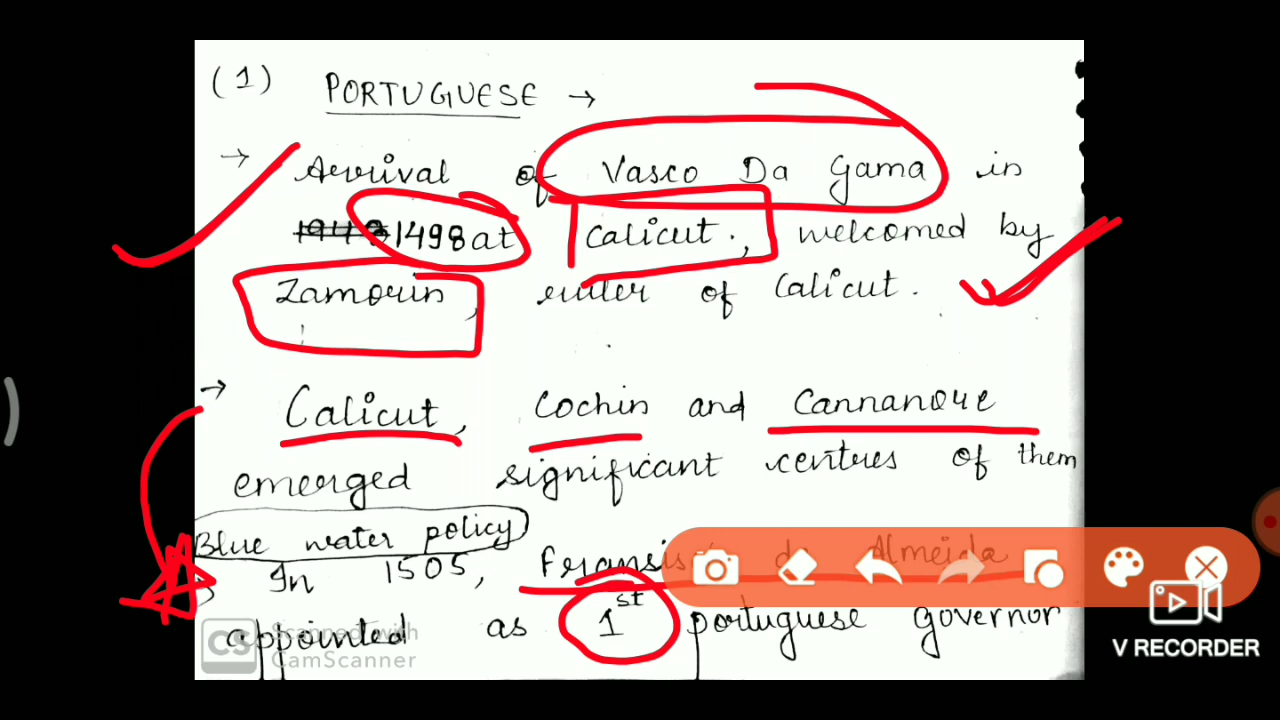 (1) PORTUGUESE →
→ Arrival of Vasco Da Gama in
1498 at Calicut., welcomed by
Zamorin, ruler of Calicut.
→ Calicut, Cochin and Cannanore
emerged significant centres of them
Blue water policy
In 1505, Fransis de Almeida
appointed as 1st portuguese governor
CS Scanned with
CamScanner
V RECORDER